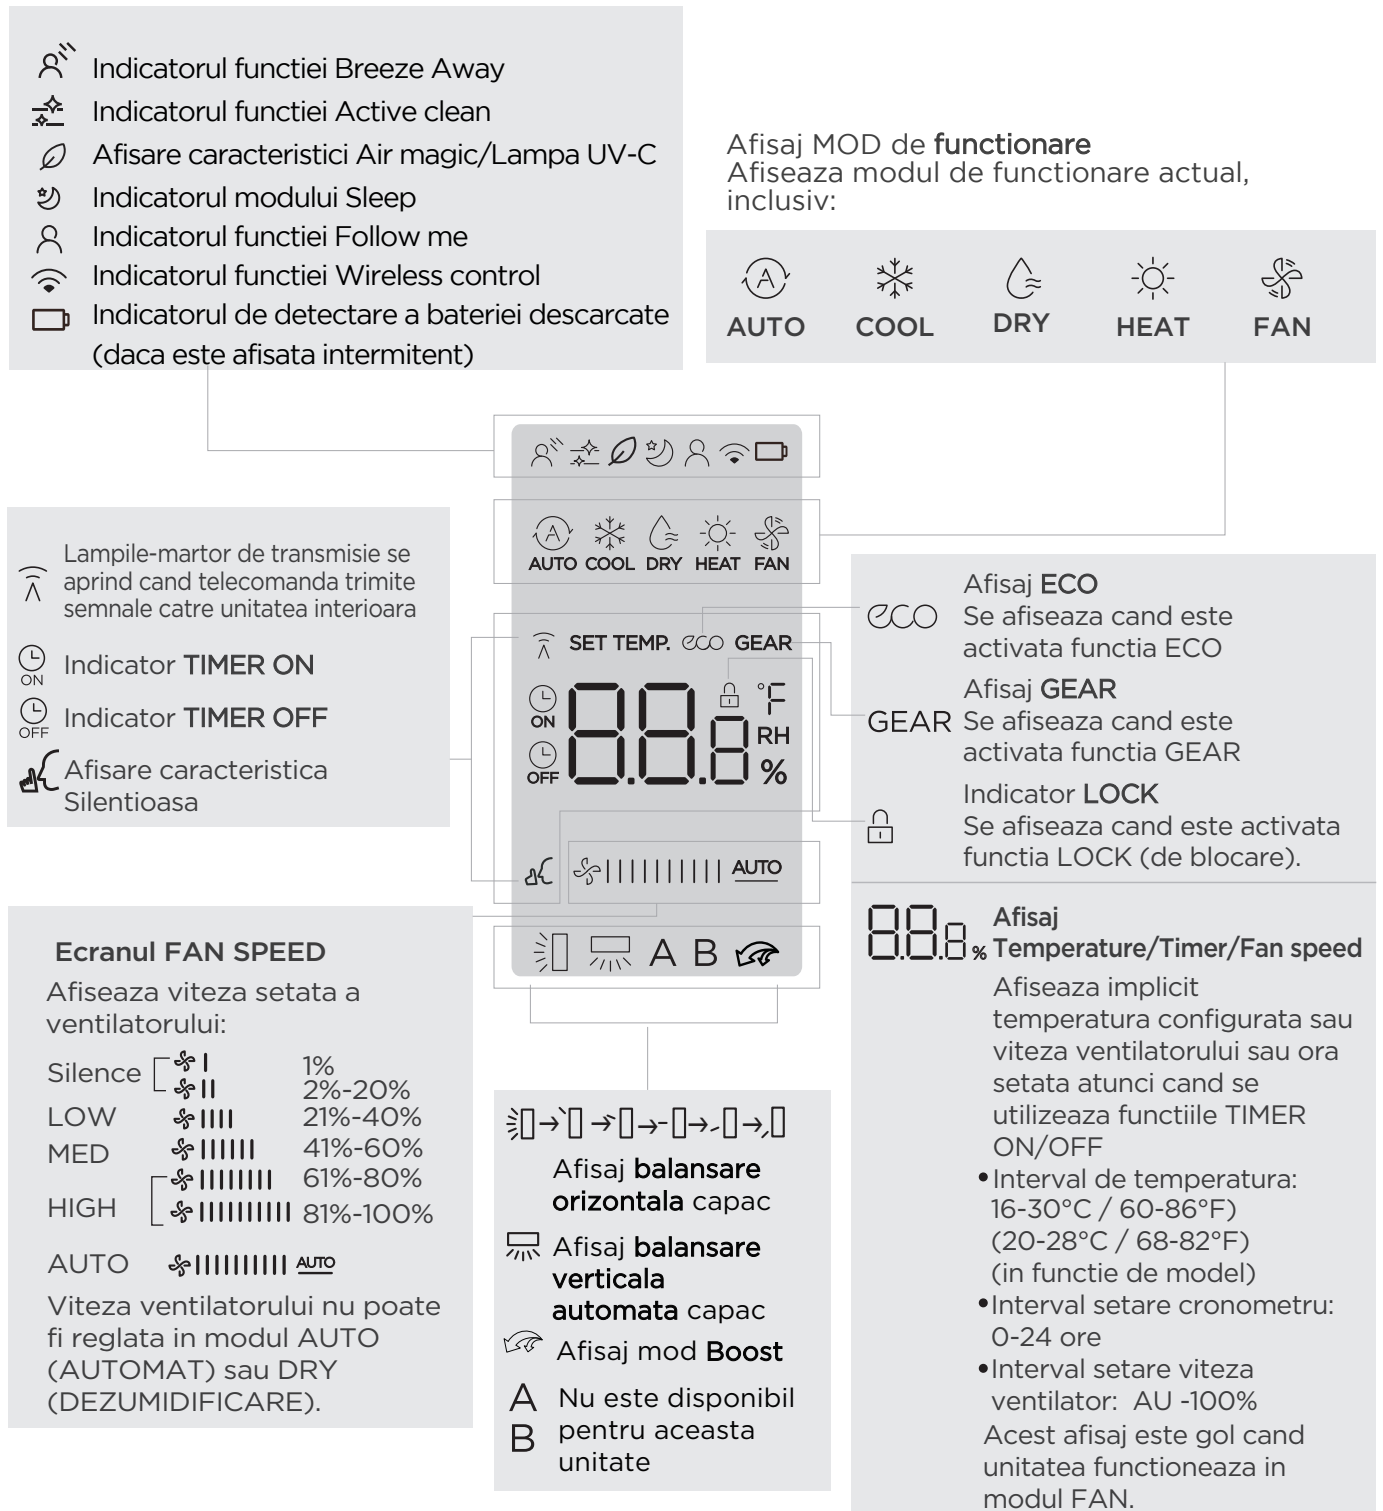 Indicatorul functiei Breeze Away
Indicatorul functiei Active clean
Afisare caracteristici Air magic/Lampa UV-C
Indicatorul modului Sleep
Indicatorul functiei Follow me
Indicatorul functiei Wireless control
Indicatorul de detectare a bateriei descarcate
(daca este afisata intermitent)
Afisaj MOD de functionare
Afiseaza modul de functionare actual,
inclusiv:
A
AUTO COOL DRY HEAT FAN
A
AUTO COOL DRY HEAT FAN
SET TEMP. eco GEAR
ON
OFF
88.8 °F
RH
%
AUTO
A B
Lampile-martor de transmisie se
aprind cand telecomanda trimite
semnale catre unitatea interioara
ON Indicator TIMER ON
OFF Indicator TIMER OFF
Afisare caracteristica
Silentioasa
Afisaj ECO
eco Se afiseaza cand este
activata functia ECO
Afisaj GEAR
GEAR Se afiseaza cand este
activata functia GEAR
Indicator LOCK
Se afiseaza cand este activata
functia LOCK (de blocare).
Ecranul FAN SPEED
Afiseaza viteza setata a
ventilatorului:
Silence 1%
2%-20%
LOW 21%-40%
MED 41%-60%
61%-80%
HIGH 81%-100%
AUTO AUTO
Viteza ventilatorului nu poate
fi reglata in modul AUTO
(AUTOMAT) sau DRY
(DEZUMIDIFICARE).
Afisaj balansare
orizontala capac
Afisaj balansare
verticala
automata capac
Afisaj mod Boost
A Nu este disponibil
B pentru aceasta
unitate
88.8% Afisaj
Temperature/Timer/Fan speed
Afiseaza implicit
temperatura configurata sau
viteza ventilatorului sau ora
setata atunci cand se
utilizeaza functiile TIMER
ON/OFF
•Interval de temperatura:
16-30°C / 60-86°F)
(20-28°C / 68-82°F)
(in functie de model)
•Interval setare cronometru:
0-24 ore
•Interval setare viteza
ventilator: AU -100%
Acest afisaj este gol cand
unitatea functioneaza in
modul FAN.